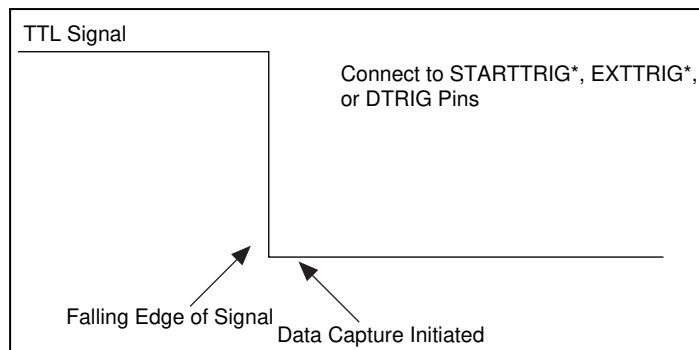 TTL Signal
Connect to STARTTRIG*, EXTTRIG*,
or DTRIG Pins
Falling Edge of Signal
Data Capture Initiated